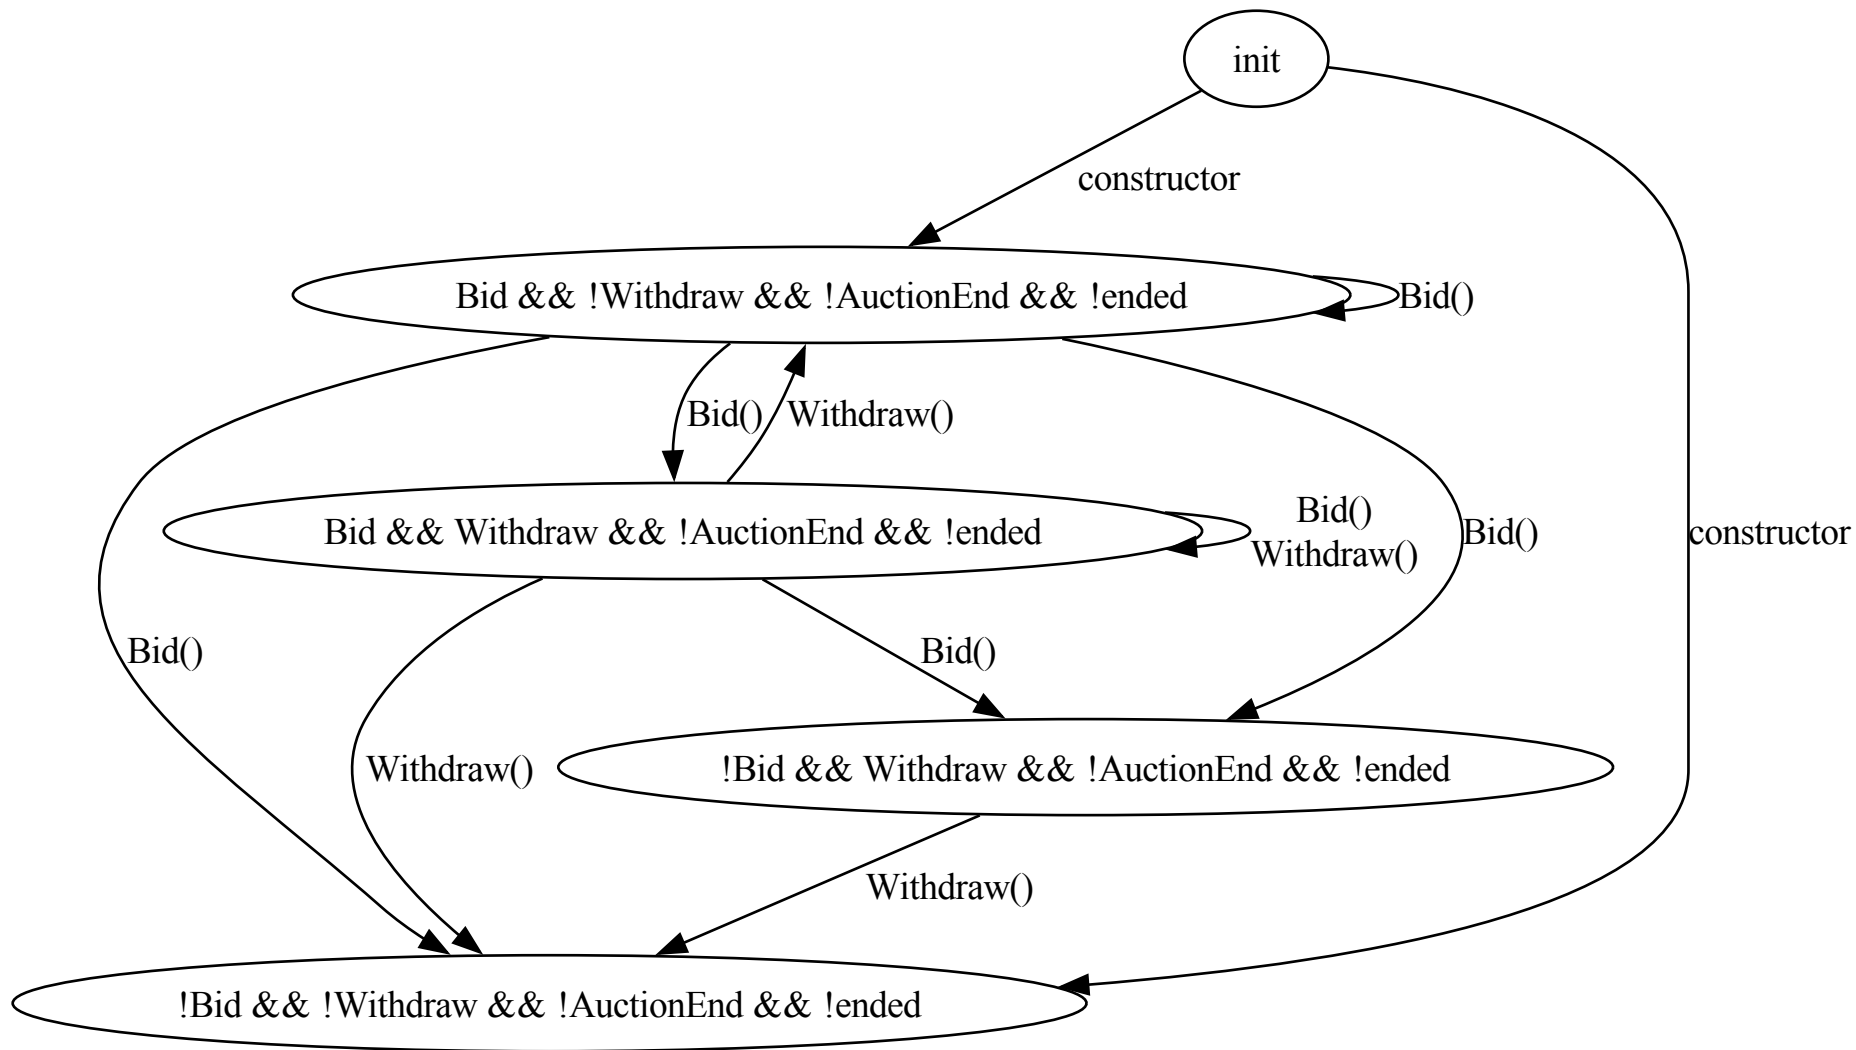 init
constructor
Bid && !Withdraw && !AuctionEnd && !ended
Bid()
Bid()
Withdraw()
Bid()
Withdraw()
Bid && Withdraw && !AuctionEnd && !ended
Bid()
constructor
Bid()
Bid()
Withdraw()
!Bid && Withdraw && !AuctionEnd && !ended
Withdraw()
!Bid && !Withdraw && !AuctionEnd && !ended